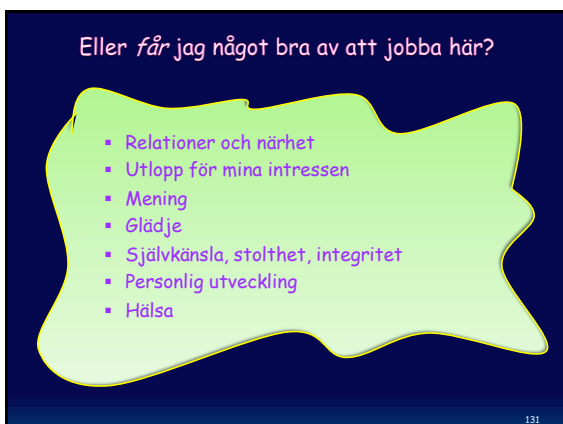 Eller får jag något bra av att jobba här?
▪ Relationer och närhet
▪ Utlopp för mina intressen
▪ Mening
▪ Glädje
▪ Självkänsla, stolthet, integritet
▪ Personlig utveckling
▪ Hälsa
131